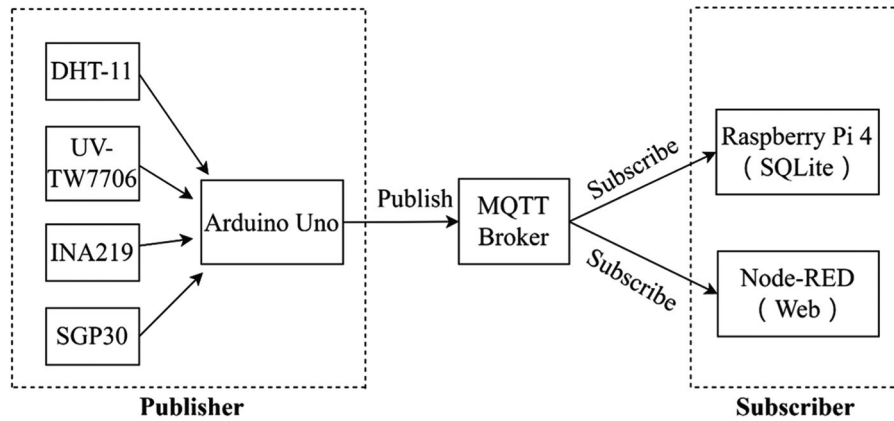 DHT-11
UV-
TW7706
INA219
SGP30
Arduino Uno
Publish
MQTT
Broker
Subscribe
Subscribe
Raspberry Pi 4
( SQLite )
Node-RED
( Web )
Publisher
Subscriber